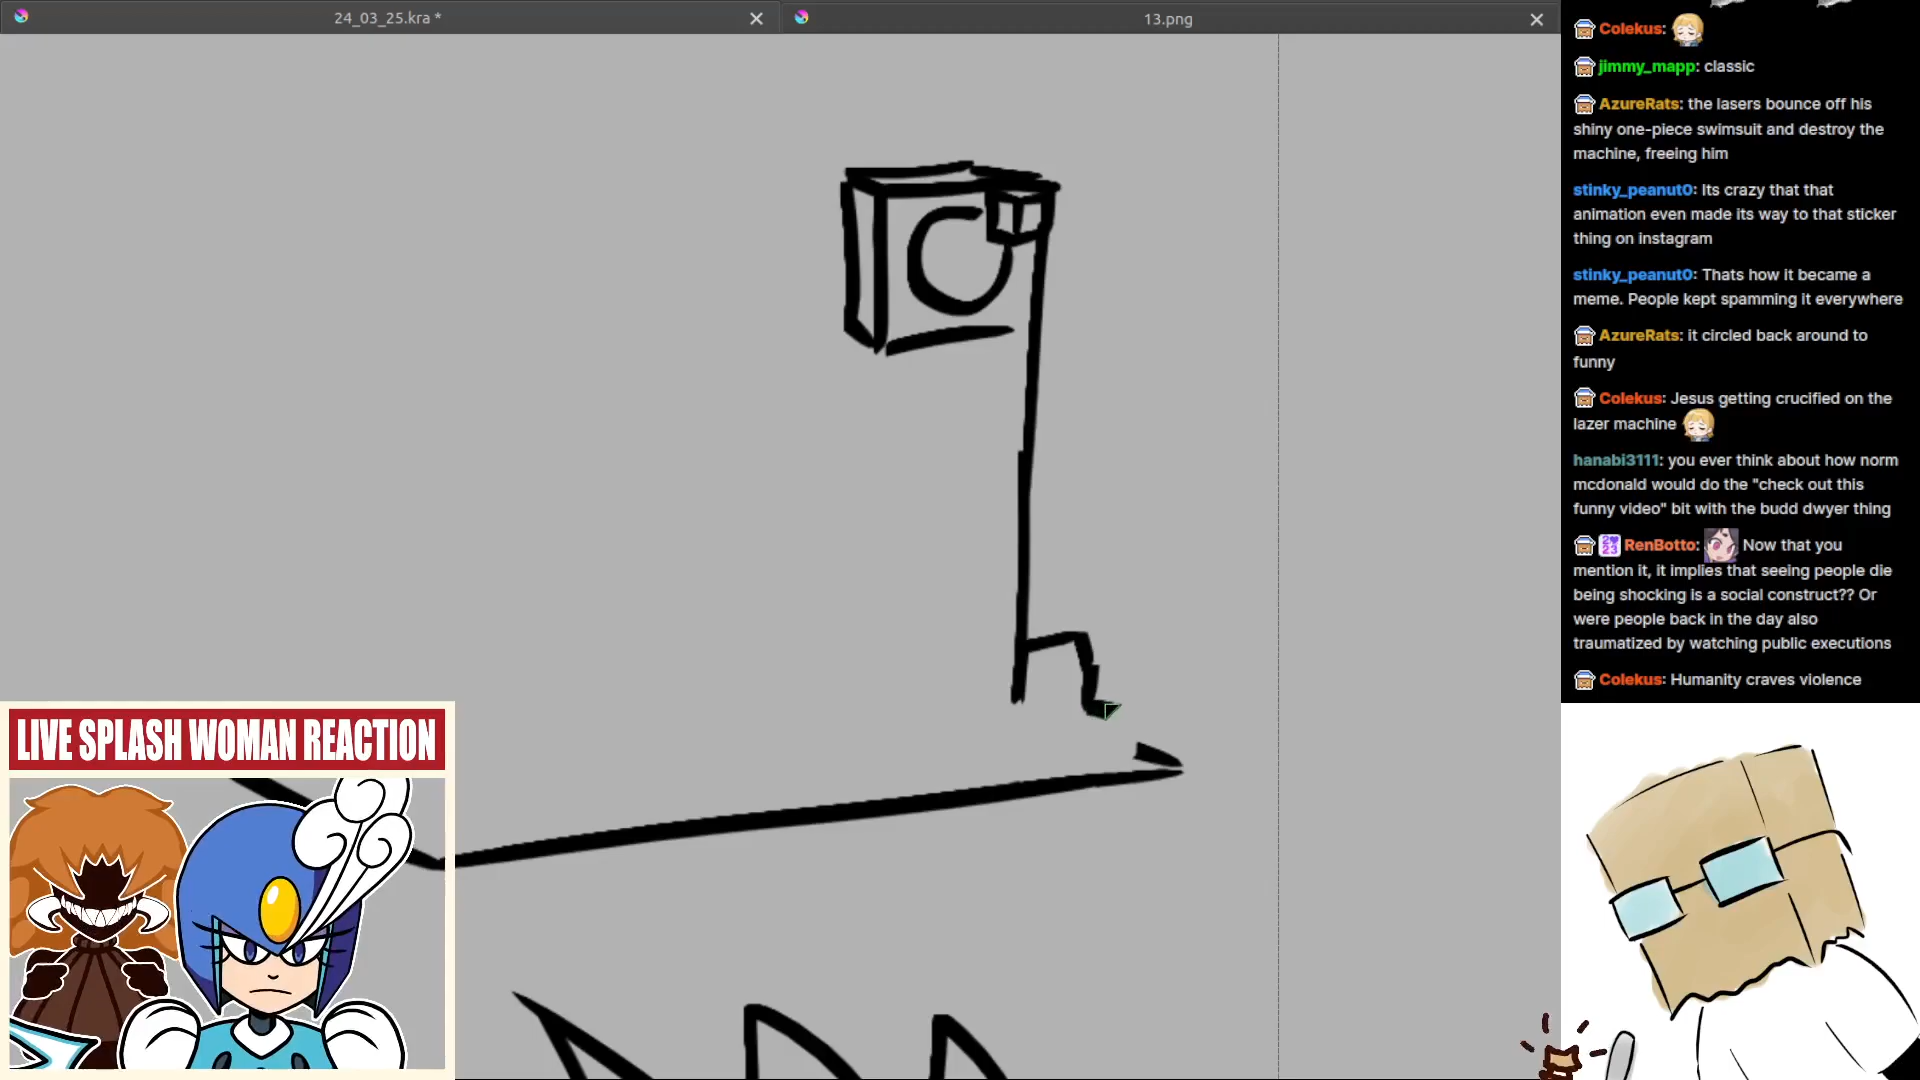 24_03_25.kra *
13.png
Colekus:
jimmy_mapp: classic
AzureRats: the lasers bounce off his
shiny one-piece swimsuit and destroy the
machine, freeing him
stinky_peanut0: Its crazy that that
animation even made its way to that sticker
thing on instagram
stinky_peanut0: Thats how it became a
meme. People kept spamming it everywhere
AzureRats: it circled back around to
funny
Colekus: Jesus getting crucified on the
lazer machine
hanabi3111: you ever think about how norm
mcdonald would do the "check out this
funny video" bit with the budd dwyer thing
2023 RenBotto: Now that you
mention it, it implies that seeing people die
being shocking is a social construct?? Or
were people back in the day also
traumatized by watching public executions
Colekus: Humanity craves violence
LIVE SPLASH WOMAN REACTION